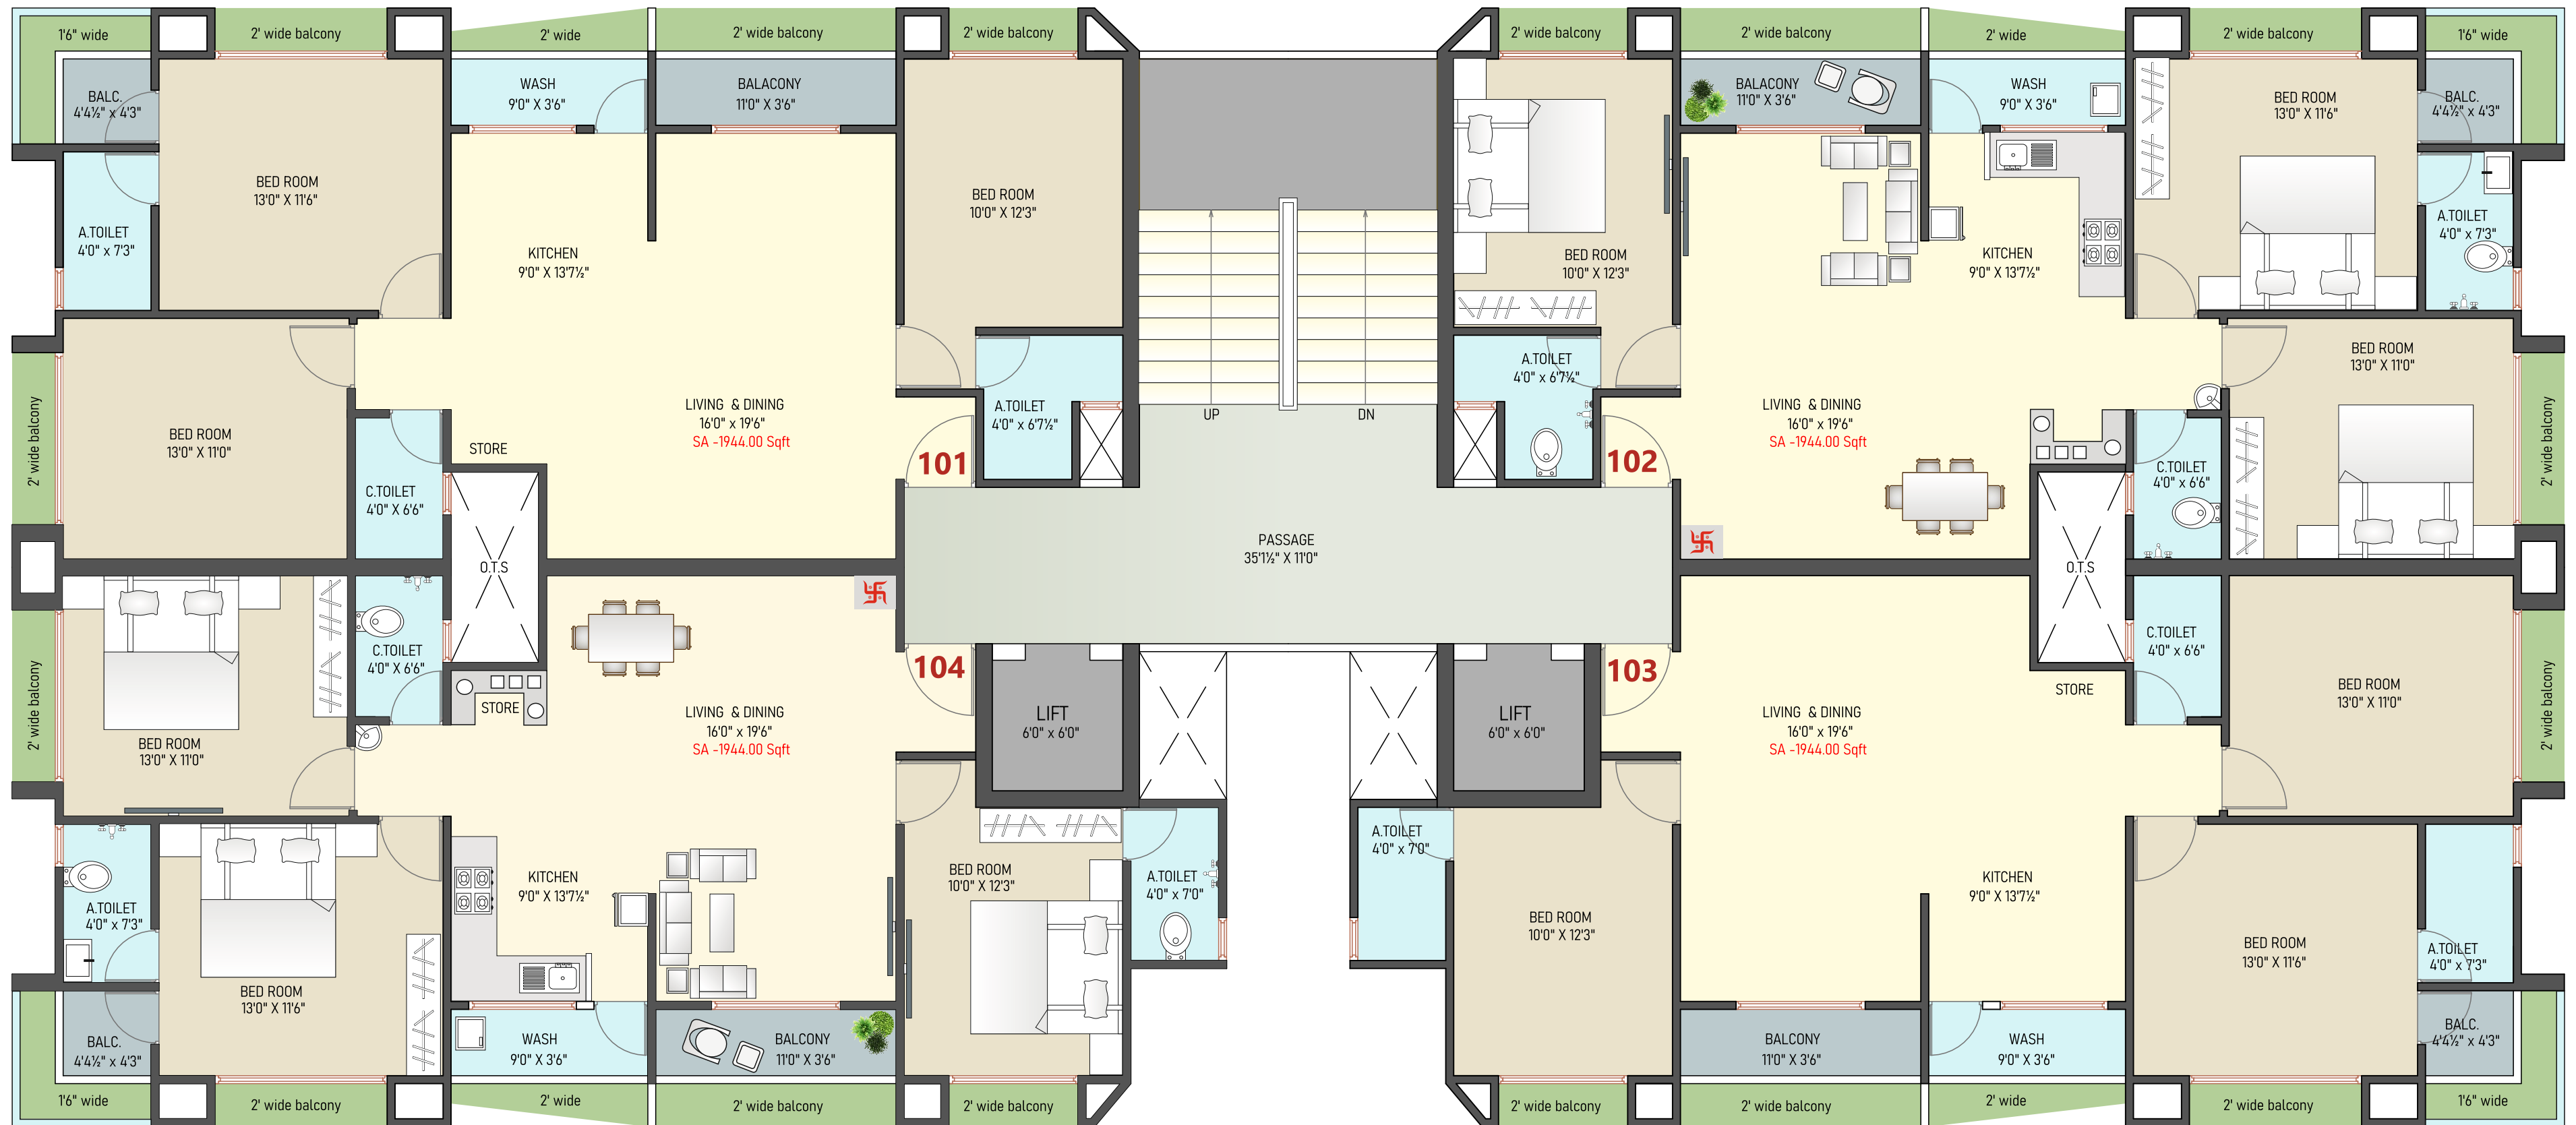 1'6" wide
2' wide balcony
2' wide
2' wide balcony
2' wide balcony
2' wide balcony
2' wide balcony
2' wide
2' wide balcony
1'6" wide
BALC.
4'4½" x 4'3"
WASH
9'0" X 3'6"
BALACONY
11'0" X 3'6"
BALACONY
11'0" X 3'6"
WASH
9'0" X 3'6"
BED ROOM
13'0" X 11'6"
BALC.
4'4½" x 4'3"
A.TOILET
4'0" x 7'3"
BED ROOM
13'0" X 11'6"
KITCHEN
9'0" X 13'7½"
BED ROOM
10'0" X 12'3"
BED ROOM
10'0" X 12'3"
KITCHEN
9'0" X 13'7½"
A.TOILET
4'0" x 7'3"
2' wide balcony
BED ROOM
13'0" X 11'0"
C.TOILET
4'0" X 6'6"
STORE
LIVING & DINING
16'0" x 19'6"
SA -1944.00 Sqft
101
A.TOILET
4'0" x 6'7½"
UP
DN
A.TOILET
4'0" x 6'7½"
102
LIVING & DINING
16'0" x 19'6"
SA -1944.00 Sqft
C.TOILET
4'0" x 6'6"
BED ROOM
13'0" X 11'0"
2' wide balcony
O.T.S
PASSAGE
35'1½" X 11'0"
O.T.S
2' wide balcony
BED ROOM
13'0" X 11'0"
C.TOILET
4'0" X 6'6"
STORE
LIVING & DINING
16'0" x 19'6"
SA -1944.00 Sqft
104
LIFT
6'0" x 6'0"
LIFT
6'0" x 6'0"
103
LIVING & DINING
16'0" x 19'6"
SA -1944.00 Sqft
STORE
C.TOILET
4'0" x 6'6"
BED ROOM
13'0" X 11'0"
2' wide balcony
A.TOILET
4'0" x 7'3"
BED ROOM
13'0" X 11'6"
KITCHEN
9'0" X 13'7½"
BED ROOM
10'0" X 12'3"
A.TOILET
4'0" x 7'0"
A.TOILET
4'0" x 7'0"
BED ROOM
10'0" X 12'3"
KITCHEN
9'0" X 13'7½"
BED ROOM
13'0" X 11'6"
A.TOILET
4'0" x 7'3"
BALC.
4'4½" x 4'3"
WASH
9'0" X 3'6"
BALCONY
11'0" X 3'6"
BALCONY
11'0" X 3'6"
WASH
9'0" X 3'6"
BALC.
4'4½" x 4'3"
1'6" wide
2' wide balcony
2' wide
2' wide balcony
2' wide balcony
2' wide balcony
2' wide balcony
2' wide
2' wide balcony
1'6" wide